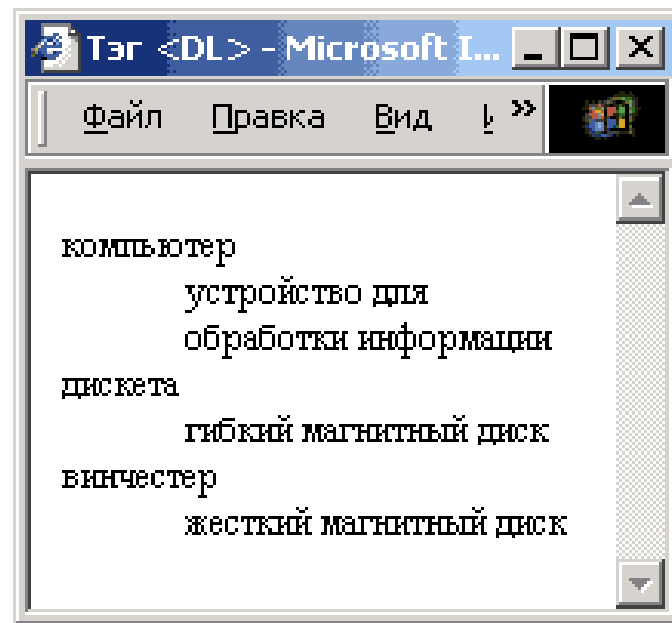 Тэг <DL> - Microsoft I...
Файл Правка Вид »
компьютер
устройство для
обработки информации
дискета
гибкий магнитный диск
винчестер
жесткий магнитный диск